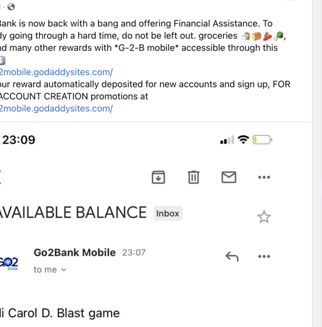 Bank is now back with a bang and offering Financial Assistance. To
dy going through a hard time, do not be left out. groceries
nd many other rewards with *G-2-B mobile* accessible through this
2mobile.godaddysites.com/
our reward automatically deposited for new accounts and sign up, FOR
ACCOUNT CREATION promotions at
2mobile.godaddysites.com/
23:09
AVAILABLE BALANCE Inbox
Go2Bank Mobile 23:07
GO2
BANK
to me
i Carol D. Blast game